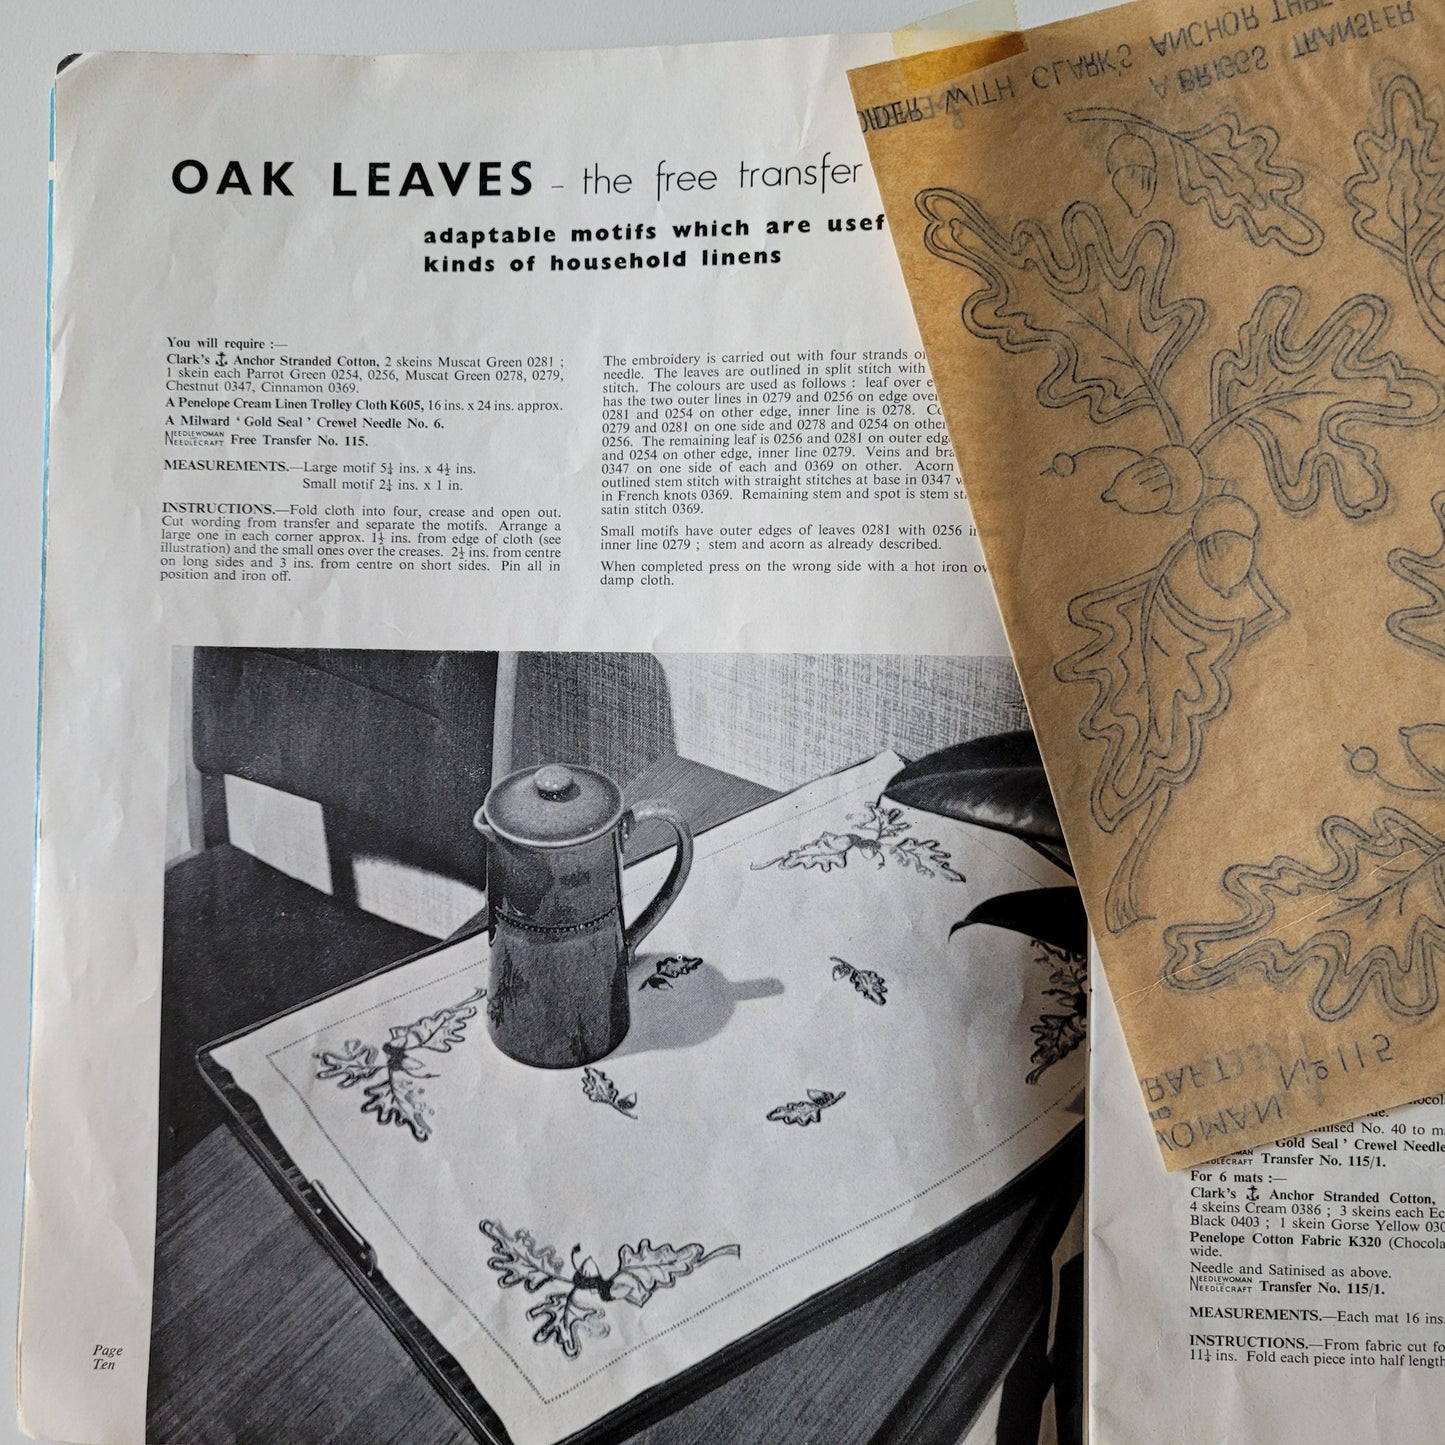 OAK LEAVES – the free transfer
adaptable motifs which are
kinds of household linens
You will require :—
Clark's Anchor Stranded Cotton, 2 skeins Muscat Green 0281 ;
1 skein each Parrot Green 0254, 0256, Muscat Green 0278, 0279,
Chestnut 0347, Cinnamon 0369.
A Penelope Cream Linen Trolley Cloth K605, 16 ins. x 24 ins. approx.
A Milward ' Gold Seal ' Crewel Needle No. 6.
NEEDLEWOMAN NEEDLECRAFT Free Transfer No. 115.
MEASUREMENTS.—Large motif 5¼ ins. x 4½ ins.
Small motif 2¼ ins. x 1 in.
INSTRUCTIONS.—Fold cloth into four, crease and open out.
Cut wording from transfer and separate the motifs. Arrange a
large one in each corner approx. 1½ ins. from edge of cloth (see
illustration) and the small ones over the creases. 2½ ins. from centre
on long sides and 3 ins. from centre on short sides. Pin all in
position and iron off.
The embroidery is carried out with four strands
needle. The leaves are outlined in split stitch with
stitch. The colours are used as follows : leaf over
has the two outer lines in 0279 and 0256 on edge
0281 and 0254 on other edge, inner line is 0278.
0279 and 0281 on one side and 0278 and 0254 on other
0256. The remaining leaf is 0256 and 0281 on outer
and 0254 on other edge, inner line 0279. Veins and
0347 on one side of each and 0369 on other. Acorn
outlined stem stitch with straight stitches at base in 0347
in French knots 0369. Remaining stem and spot is stem
satin stitch 0369.
Small motifs have outer edges of leaves 0281 with 0256
inner line 0279 ; stem and acorn as already described.
When completed press on the wrong side with a hot iron
damp cloth.
Page
Ten
WITH CLARK'S ANCHOR
A BRIGGS TRANSFER
Nº 115
No. 40 to
Gold Seal ' Crewel Needle
Transfer No. 115/1.
For 6 mats :—
Clark's Anchor Stranded Cotton,
4 skeins Cream 0386 ; 3 skeins each
Black 0403 ; 1 skein Gorse Yellow
Penelope Cotton Fabric K320
wide.
Needle and Satinised as above.
NEEDLEWOMAN NEEDLECRAFT Transfer No. 115/1.
MEASUREMENTS.—Each mat 16 ins.
INSTRUCTIONS.—From fabric cut
11¼ ins. Fold each piece into half